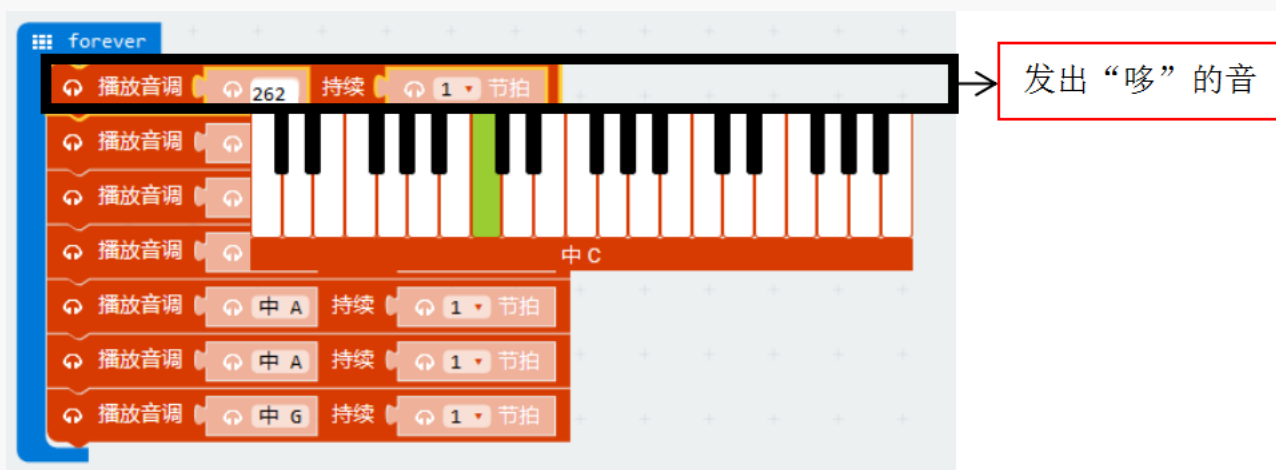 forever
播放音调 262 持续 1 节拍
发出“哆”的音
播放音调
播放音调
播放音调
中 C
播放音调 中 A 持续 1 节拍
播放音调 中 A 持续 1 节拍
播放音调 中 G 持续 1 节拍